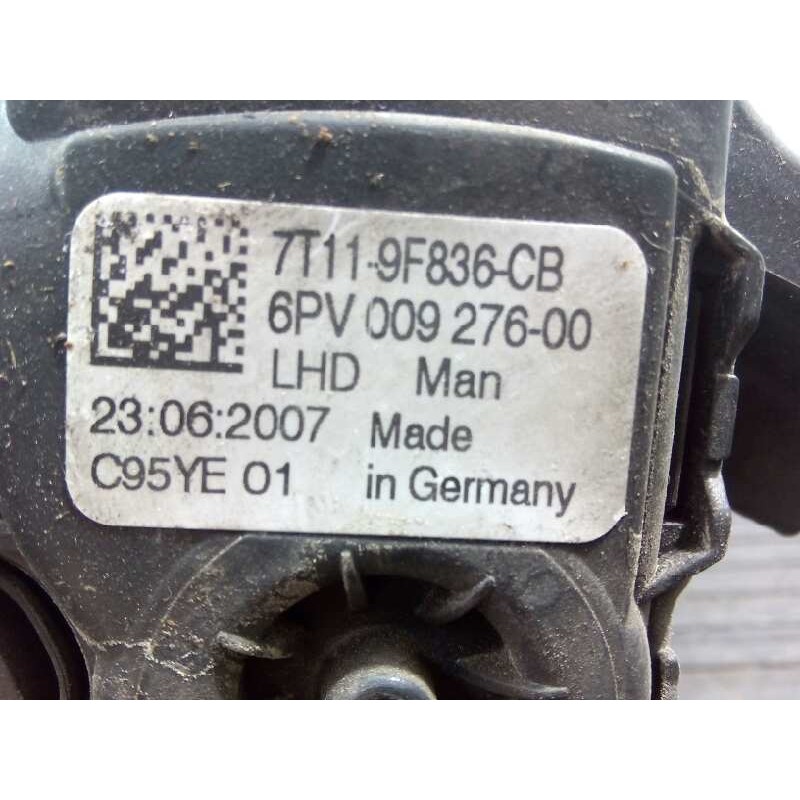 7T11-9F836-CB
6PV 009 276-00
LHD Man
23:06:2007 Made
C95YE 01 in Germany